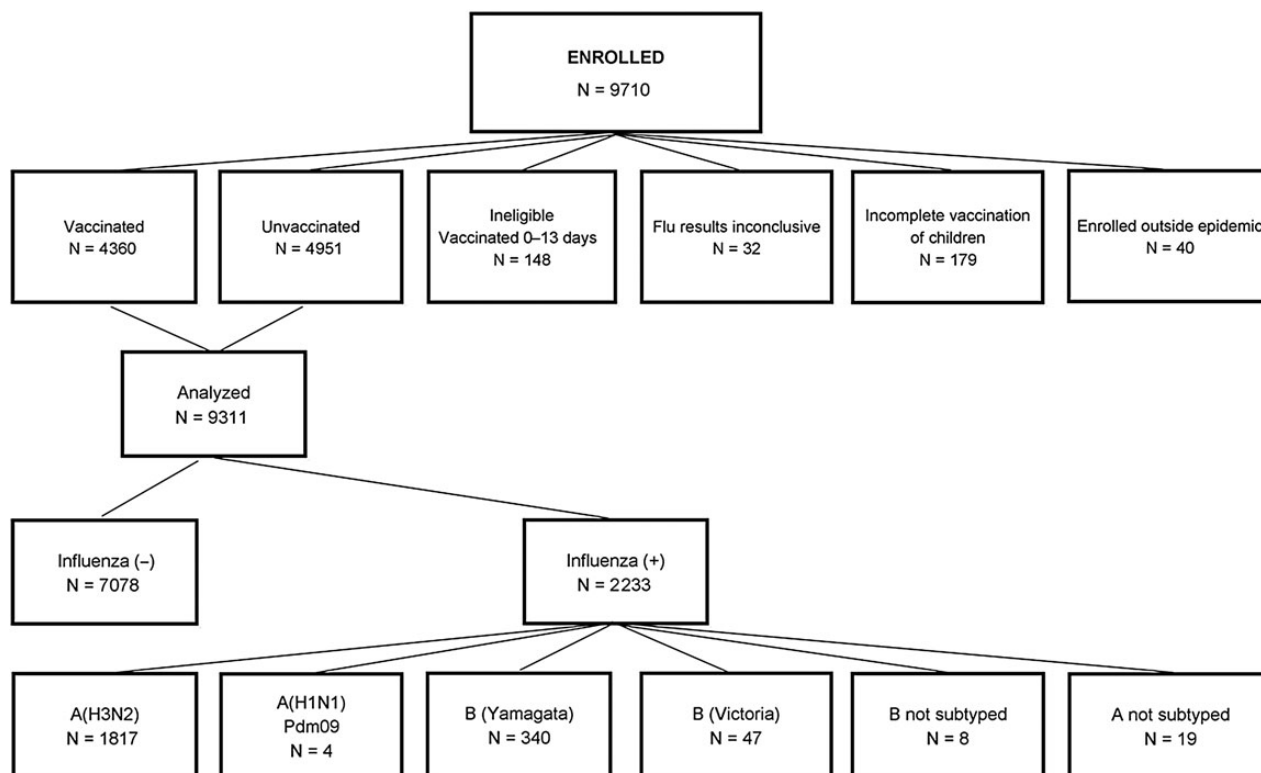 ENROLLED
N = 9710
Vaccinated
N = 4360
Unvaccinated
N = 4951
Ineligible
Vaccinated 0–13 days
N = 148
Flu results inconclusive
N = 32
Incomplete vaccination
of children
N = 179
Enrolled outside epidemic
N = 40
Analyzed
N = 9311
Influenza (–)
N = 7078
Influenza (+)
N = 2233
A(H3N2)
N = 1817
A(H1N1)
Pdm09
N = 4
B (Yamagata)
N = 340
B (Victoria)
N = 47
B not subtyped
N = 8
A not subtyped
N = 19